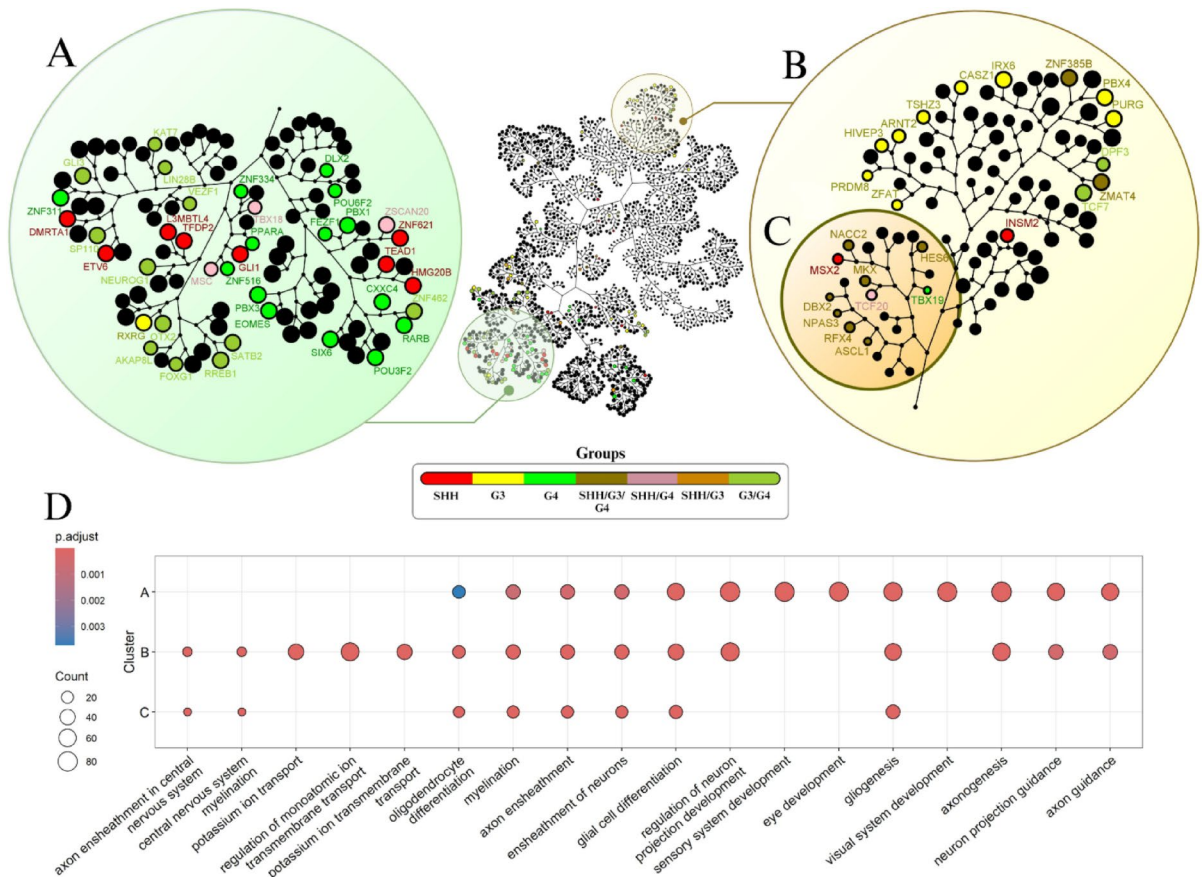 A
KAT7
GLI3
LIN28B
VEZF1
ZNF311
DMRTA1
L3MBTL4
TFDP2
SP110
ETV6
NEUROG1
RXRG
OTX2
AKAP8L
FOXG1
SATB2
RREB1
DLX2
ZNF334
TBX18
POU6F2
PBX1
FEZF1
PPARA
GLI1
MSC
ZNF516
ZSCAN20
ZNF621
TEAD1
HMG20B
CXXC4
ZNF462
PBX3
EOMES
RARB
SIX6
POU3F2
B
CASZ1
IRX6
ZNF385B
PBX4
PURG
TSHZ3
ARNT2
HIVEP3
PRDM8
ZFAT
DPF3
ZMAT4
TCF7
INSM2
C
NACC2
HES6
MSX2
MKX
DBX2
TCF20
TBX19
NPAS3
RFX4
ASCL1
Groups
SHH
G3
G4
SHH/G3/
G4
SHH/G4
SHH/G3
G3/G4
D
p.adjust
0.001
0.002
0.003
Count
20
40
60
80
Cluster
A
B
C
axon ensheathment in central
nervous system
central nervous system
myelination
potassium ion transport
regulation of monoatomic ion
transmembrane transport
potassium ion transmembrane
transport
oligodendrocyte
differentiation
myelination
axon ensheathment
ensheathment of neurons
glial cell differentiation
regulation of neuron
projection development
sensory system development
eye development
gliogenesis
visual system development
axonogenesis
neuron projection guidance
axon guidance